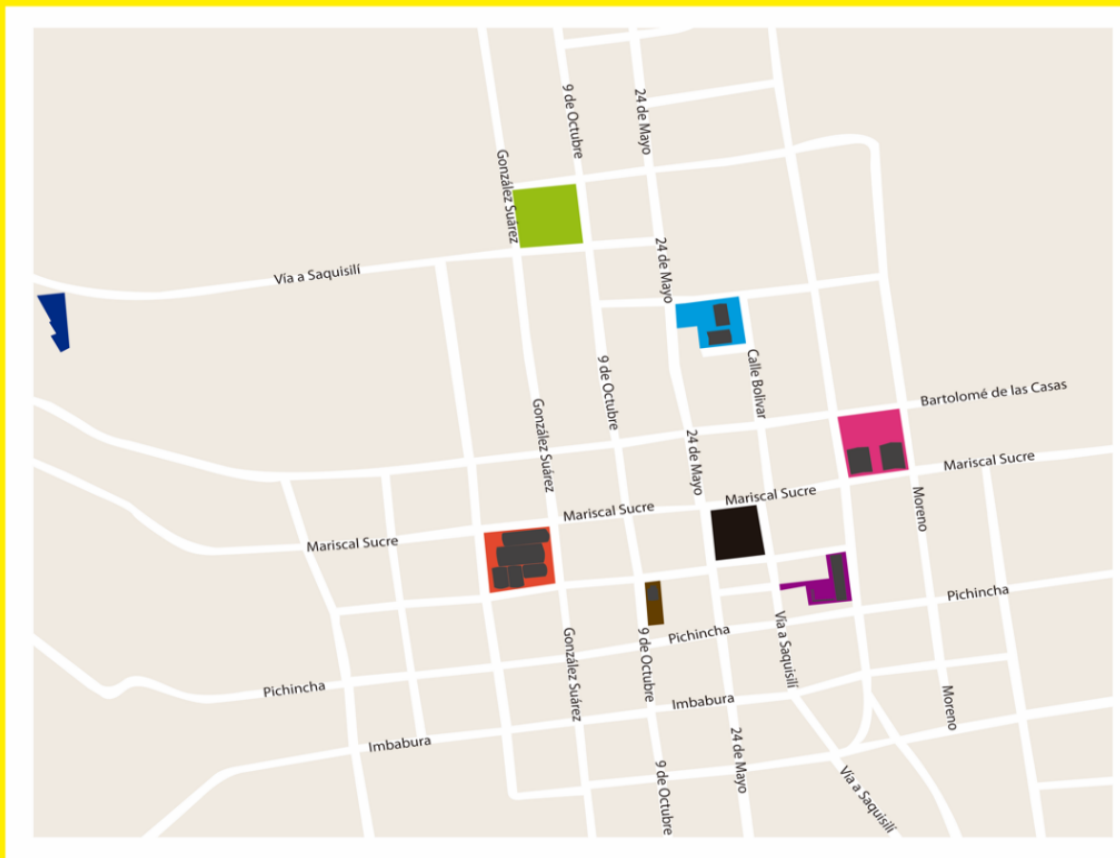 9 de Octubre
24 de Mayo
González Suárez
24 de Mayo
Vía a Saquisilí
9 de Octubre
Calle Bolivar
Bartolomé de las Casas
González Suárez
24 de Mayo
Mariscal Sucre
Mariscal Sucre
Mariscal Sucre
Mariscal Sucre
Moreno
Pichincha
Vía a Saquisilí
González Suárez
9 de Octubre
Pichincha
Pichincha
Imbabura
Moreno
Imbabura
24 de Mayo
9 de Octubre
Vía a Saquisilí